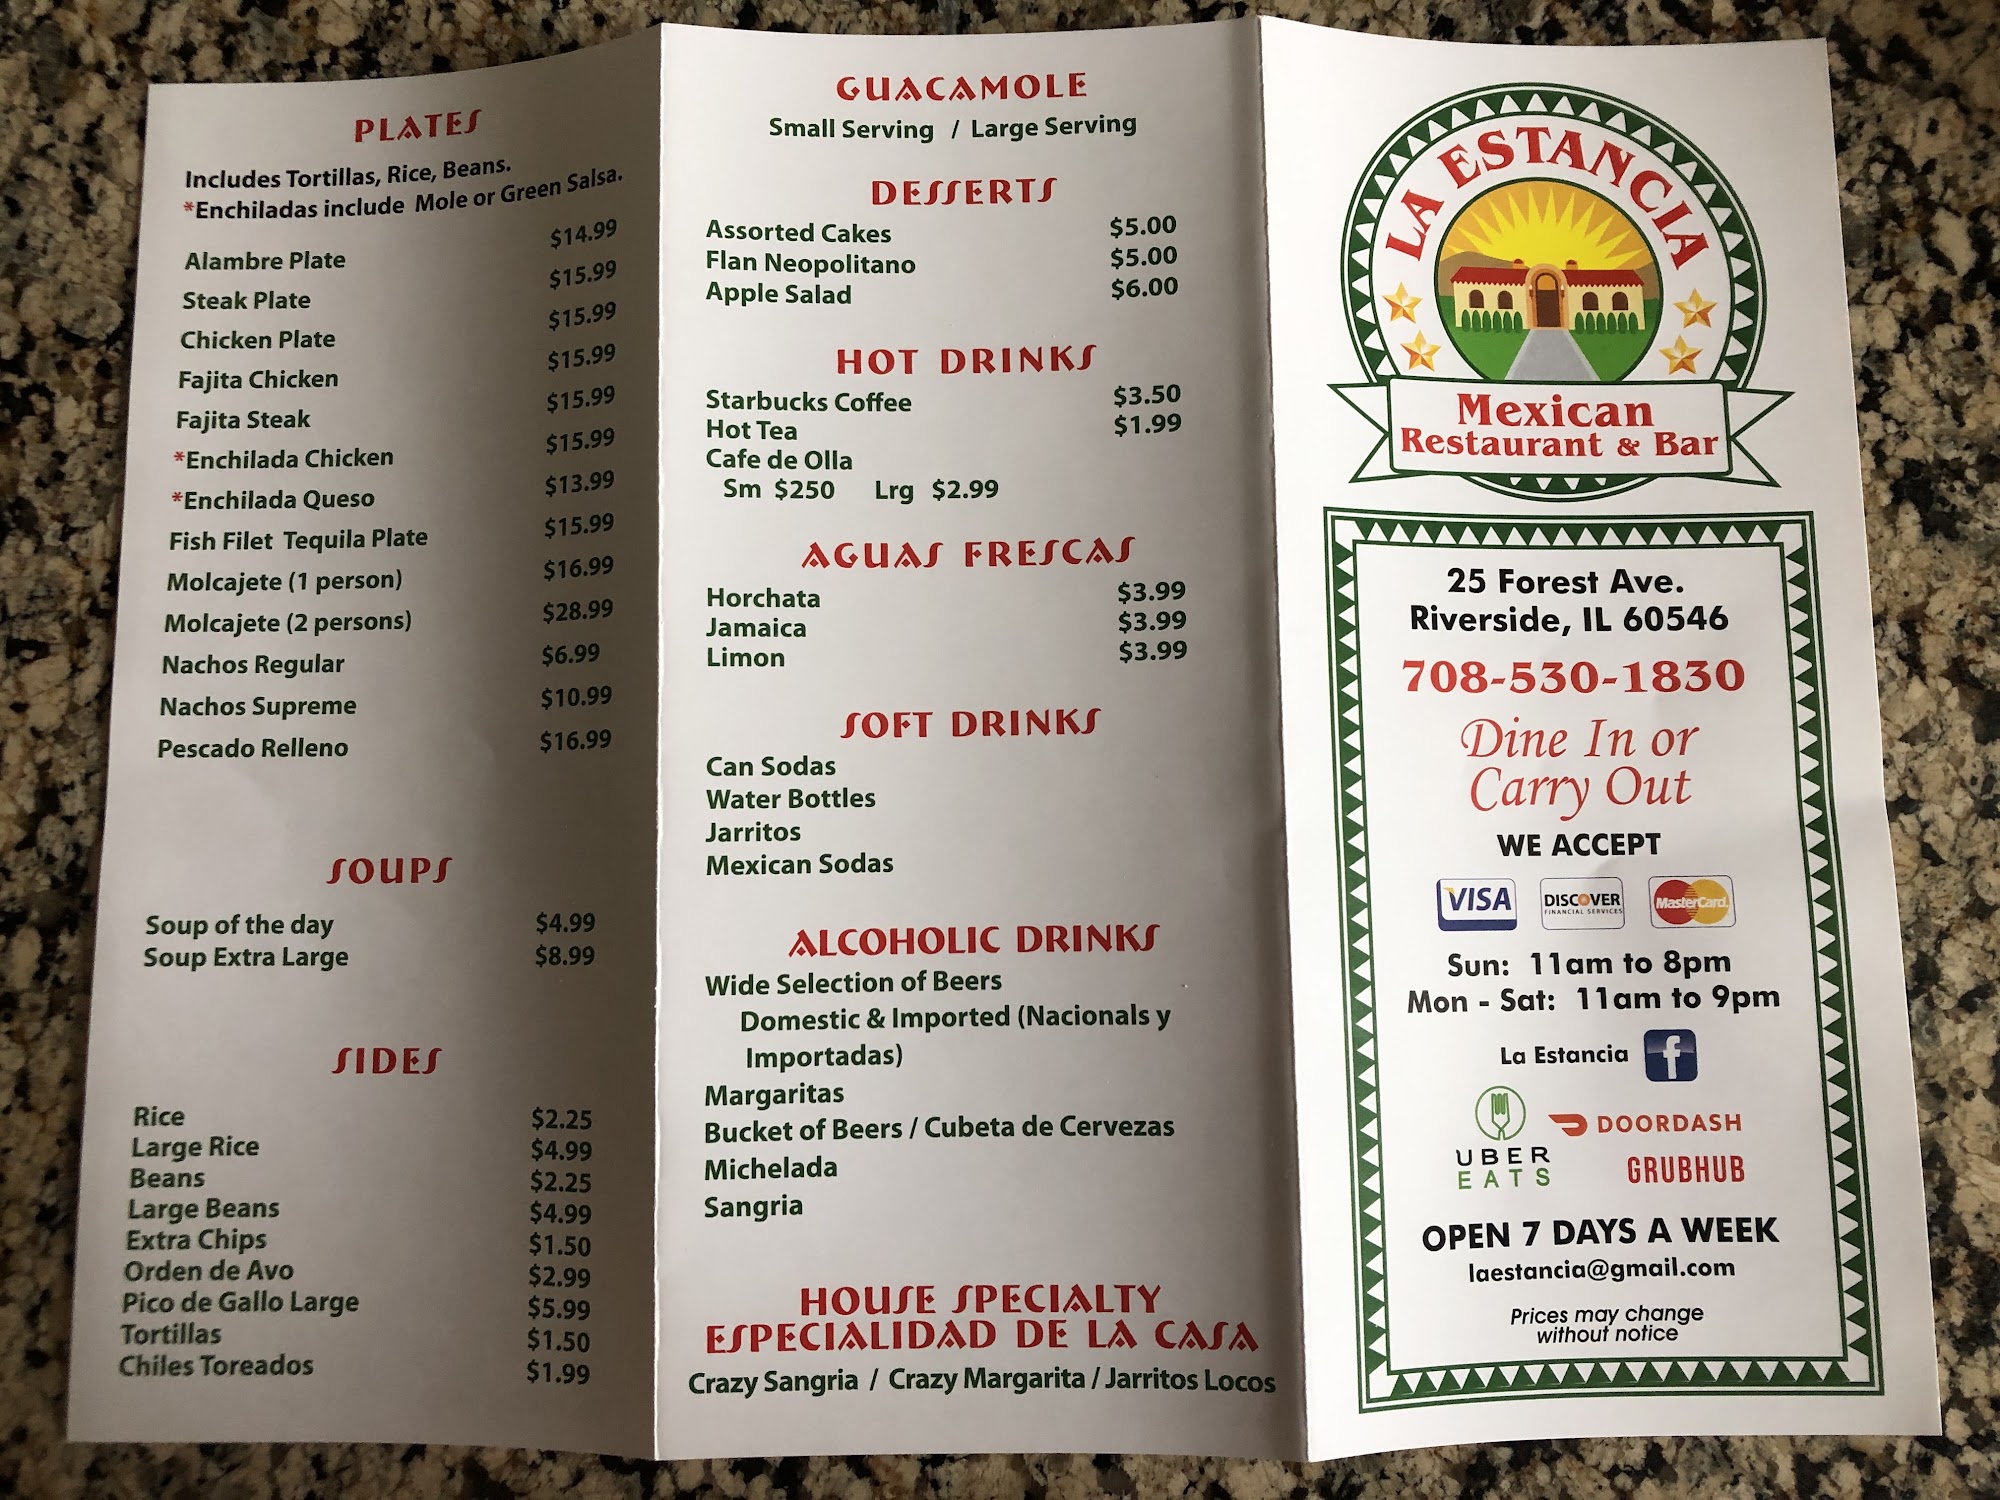 PLATES
Includes Tortillas, Rice, Beans.
*Enchiladas include Mole or Green Salsa.
Alambre Plate $14.99
Steak Plate $15.99
Chicken Plate $15.99
Fajita Chicken $15.99
Fajita Steak $15.99
*Enchilada Chicken $15.99
*Enchilada Queso $13.99
Fish Filet Tequila Plate $15.99
Molcajete (1 person) $16.99
Molcajete (2 persons) $28.99
Nachos Regular $6.99
Nachos Supreme $10.99
Pescado Relleno $16.99
SOUPS
Soup of the day $4.99
Soup Extra Large $8.99
SIDES
Rice $2.25
Large Rice $4.99
Beans $2.25
Large Beans $4.99
Extra Chips $1.50
Orden de Avo $2.99
Pico de Gallo Large $5.99
Tortillas $1.50
Chiles Toreados $1.99
GUACAMOLE
Small Serving / Large Serving
DESSERTS
Assorted Cakes $5.00
Flan Neopolitano $5.00
Apple Salad $6.00
HOT DRINKS
Starbucks Coffee $3.50
Hot Tea $1.99
Cafe de Olla
Sm $250 Lrg $2.99
AGUAS FRESCAS
Horchata $3.99
Jamaica $3.99
Limon $3.99
SOFT DRINKS
Can Sodas
Water Bottles
Jarritos
Mexican Sodas
ALCOHOLIC DRINKS
Wide Selection of Beers
Domestic & Imported (Nacionals y
Importadas)
Margaritas
Bucket of Beers / Cubeta de Cervezas
Michelada
Sangria
HOUSE SPECIALTY
ESPECIALIDAD DE LA CASA
Crazy Sangria / Crazy Margarita / Jarritos Locos
LA ESTANCIA
Mexican
Restaurant & Bar
25 Forest Ave.
Riverside, IL 60546
708-530-1830
Dine In or
Carry Out
WE ACCEPT
VISA DISCOVER MasterCard.
FINANCIAL SERVICES
Sun: 11am to 8pm
Mon - Sat: 11am to 9pm
La Estancia f
UBER
EATS
DOORDASH
GRUBHUB
OPEN 7 DAYS A WEEK
laestancia@gmail.com
Prices may change
without notice